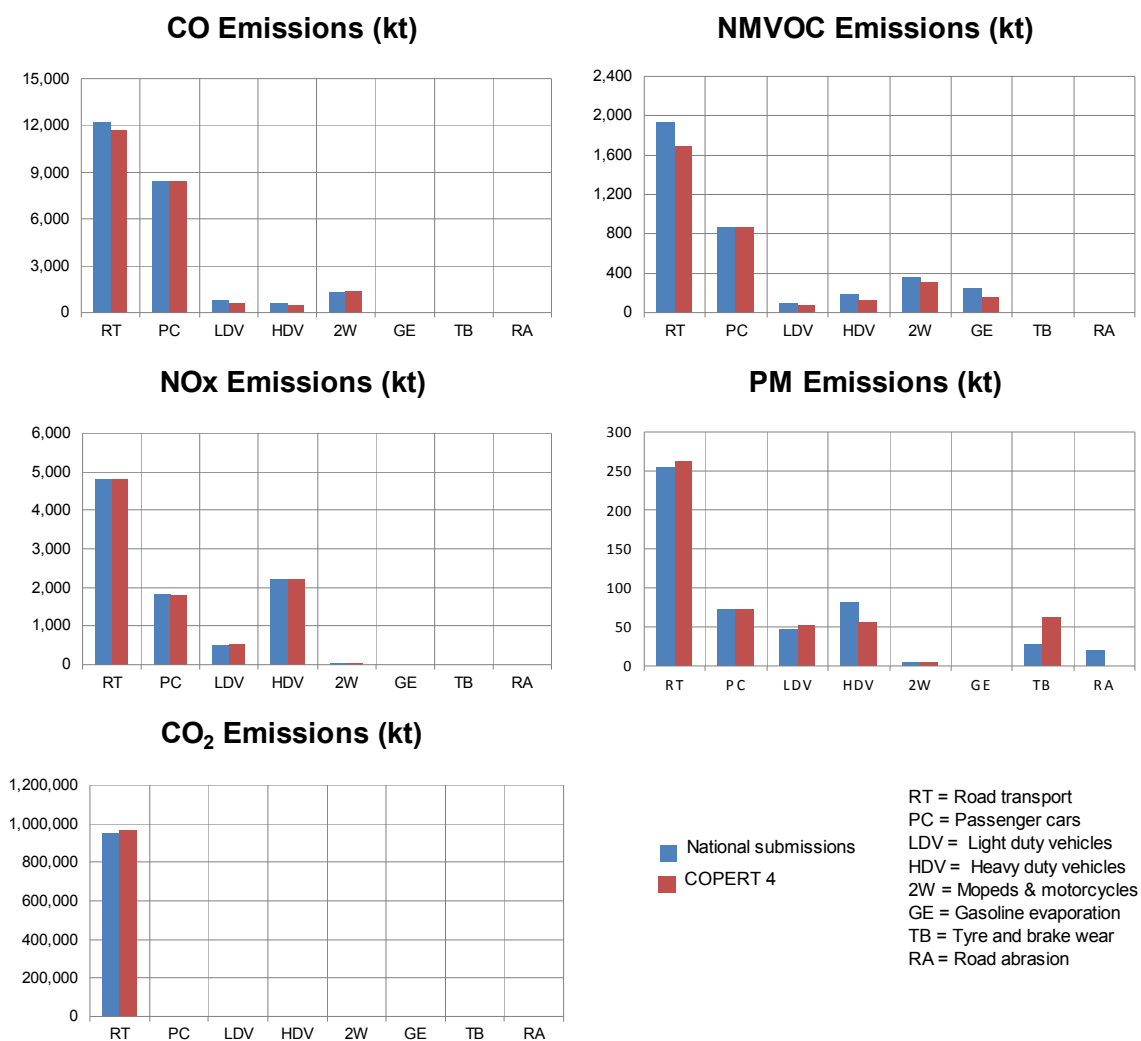 CO Emissions (kt)
15,000
12,000
9,000
6,000
3,000
0
RT PC LDV HDV 2W GE TB RA
NMVOC Emissions (kt)
2,400
2,000
1,600
1,200
800
400
0
RT PC LDV HDV 2W GE TB RA
NOx Emissions (kt)
6,000
5,000
4,000
3,000
2,000
1,000
0
RT PC LDV HDV 2W GE TB RA
PM Emissions (kt)
300
250
200
150
100
50
0
RT PC LDV HDV 2W GE TB RA
CO₂ Emissions (kt)
1,200,000
1,000,000
800,000
600,000
400,000
200,000
0
RT PC LDV HDV 2W GE TB RA
National submissions
COPERT 4
RT = Road transport
PC = Passenger cars
LDV = Light duty vehicles
HDV = Heavy duty vehicles
2W = Mopeds & motorcycles
GE = Gasoline evaporation
TB = Tyre and brake wear
RA = Road abrasion